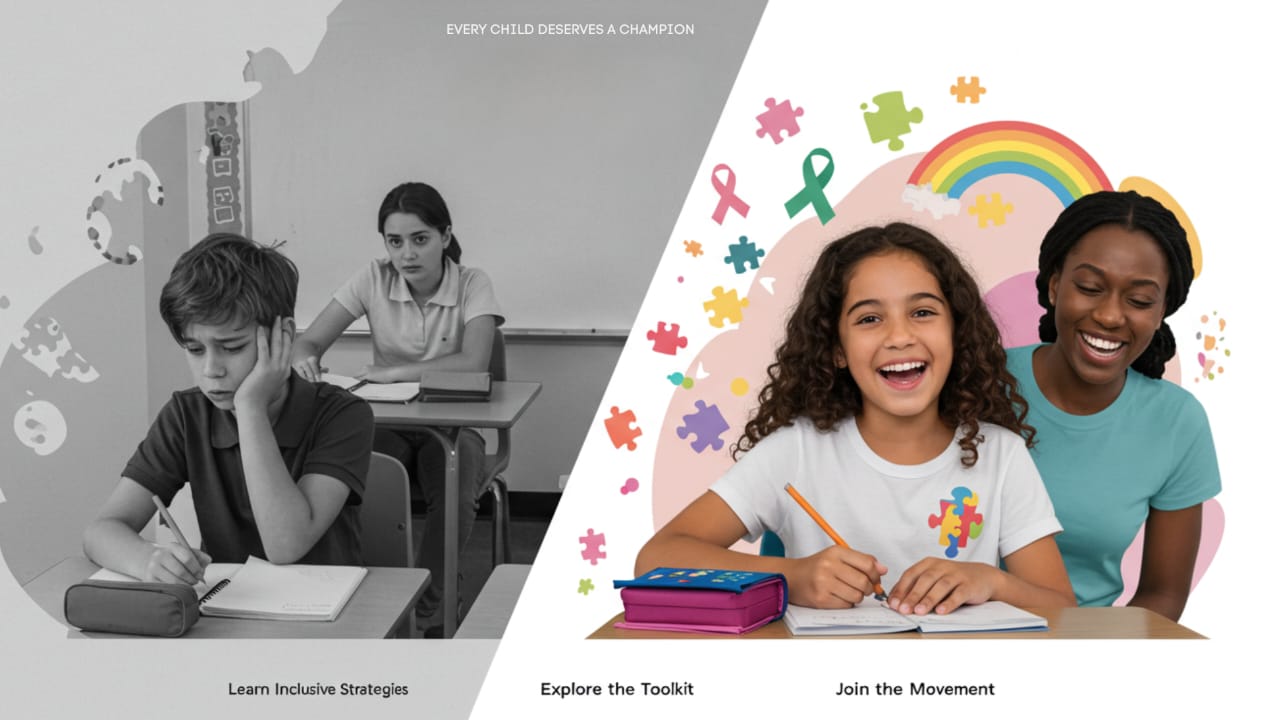 EVERY CHILD DESERVES A CHAMPION
Learn Inclusive Strategies
Explore the Toolkit
Join the Movement